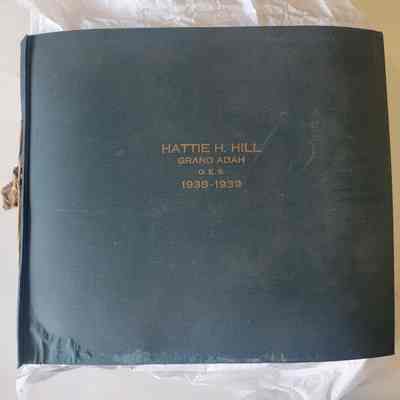 HATTIE H. HILL
GRAND ADAH
O. E. S.
1938-1939